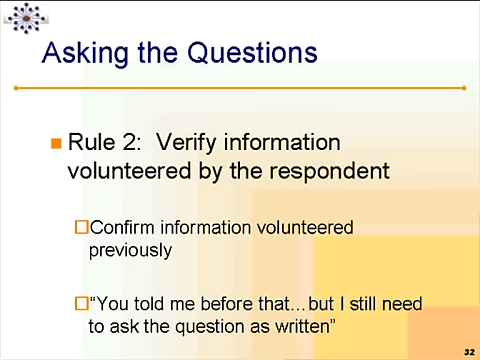 Asking the Questions
Rule 2:  Verify information
volunteered by the respondent
Confirm information volunteered
previously
“You told me before that…but I still need
to ask the question as written”
32